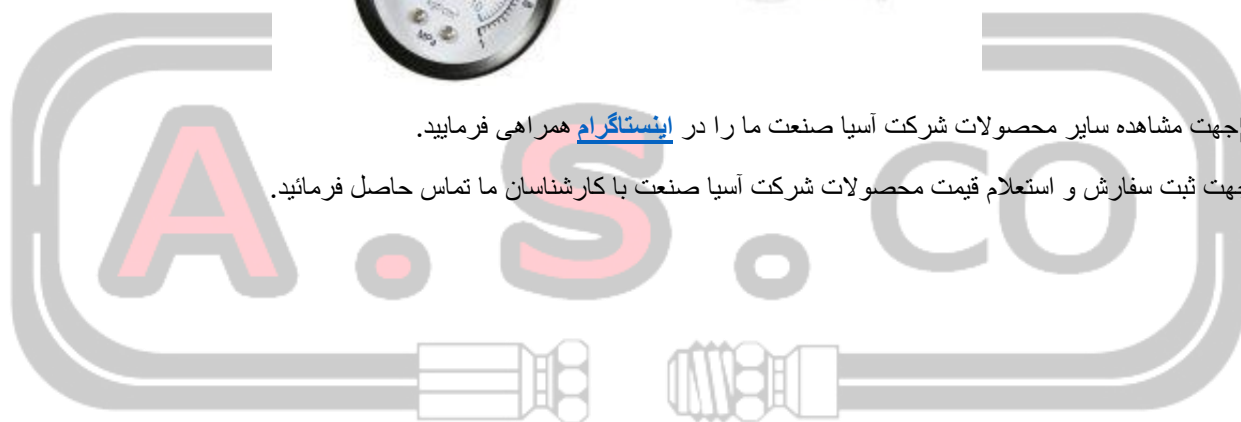 MPa
جهت مشاهده سایر محصولات شرکت آسیا صنعت ما را در اینستاگرام همراهی فرمایید.
جهت ثبت سفارش و استعلام قیمت محصولات شرکت آسیا صنعت با کارشناسان ما تماس حاصل فرمائید.
A.S.CO